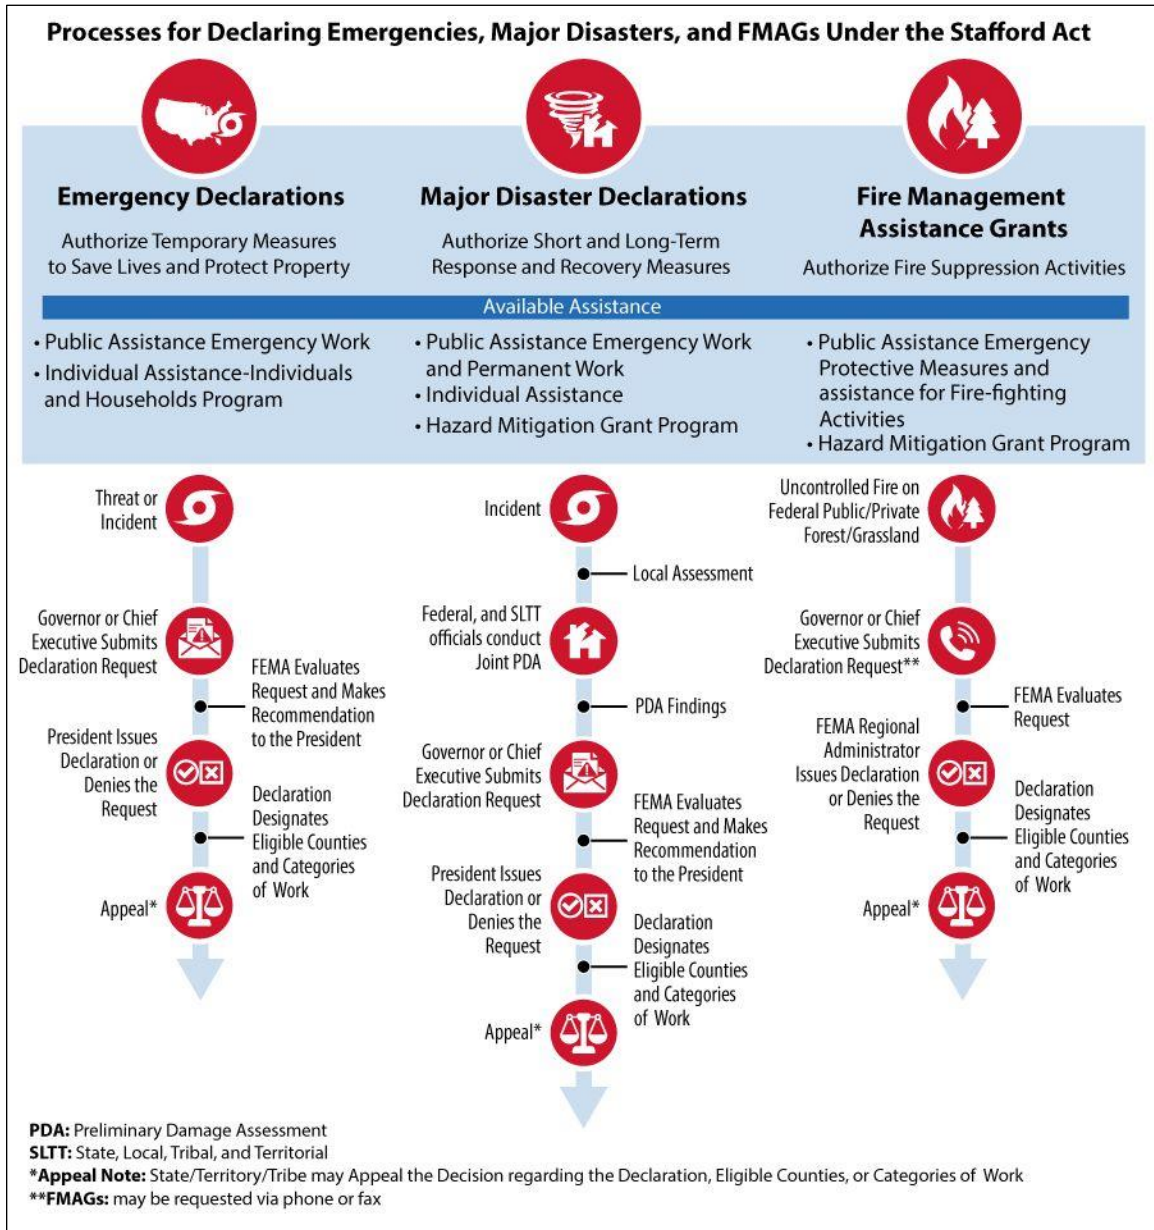 Processes for Declaring Emergencies, Major Disasters, and FMAGs Under the Stafford Act
Emergency Declarations
Authorize Temporary Measures
to Save Lives and Protect Property
Major Disaster Declarations
Authorize Short and Long-Term
Response and Recovery Measures
Fire Management
Assistance Grants
Authorize Fire Suppression Activities
Available Assistance
• Public Assistance Emergency Work
• Individual Assistance-Individuals
and Households Program
• Public Assistance Emergency Work
and Permanent Work
• Individual Assistance
• Hazard Mitigation Grant Program
• Public Assistance Emergency
Protective Measures and
assistance for Fire-fighting
Activities
• Hazard Mitigation Grant Program
Threat or
Incident
Governor or Chief
Executive Submits
Declaration Request
FEMA Evaluates
Request and Makes
Recommendation
to the President
President Issues
Declaration or
Denies the
Request
Declaration
Designates
Eligible Counties
and Categories
of Work
Appeal*
Incident
Local Assessment
Federal, and SLTT
officials conduct
Joint PDA
PDA Findings
Governor or Chief
Executive Submits
Declaration Request
FEMA Evaluates
Request and Makes
Recommendation
to the President
President Issues
Declaration or
Denies the
Request
Declaration
Designates
Eligible Counties
and Categories
of Work
Appeal*
Uncontrolled Fire on
Federal Public/Private
Forest/Grassland
Governor or Chief
Executive Submits
Declaration Request**
FEMA Evaluates
Request
FEMA Regional
Administrator
Issues Declaration
or Denies the
Request
Declaration
Designates
Eligible Counties
and Categories
of Work
Appeal*
PDA: Preliminary Damage Assessment
SLTT: State, Local, Tribal, and Territorial
*Appeal Note: State/Territory/Tribe may Appeal the Decision regarding the Declaration, Eligible Counties, or Categories of Work
**FMAGs: may be requested via phone or fax